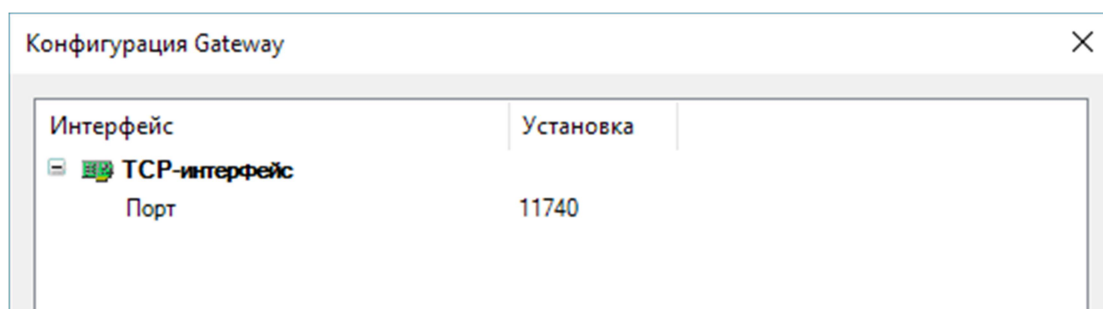 Конфигурация Gateway
Интерфейс Установка
TCP-интерфейс
Порт 11740